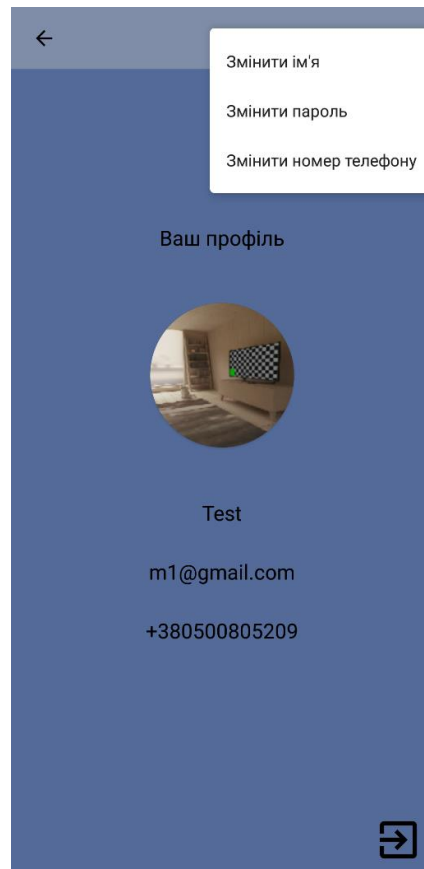 Змінити ім'я
Змінити пароль
Змінити номер телефону
Ваш профіль
Test
m1@gmail.com
+380500805209